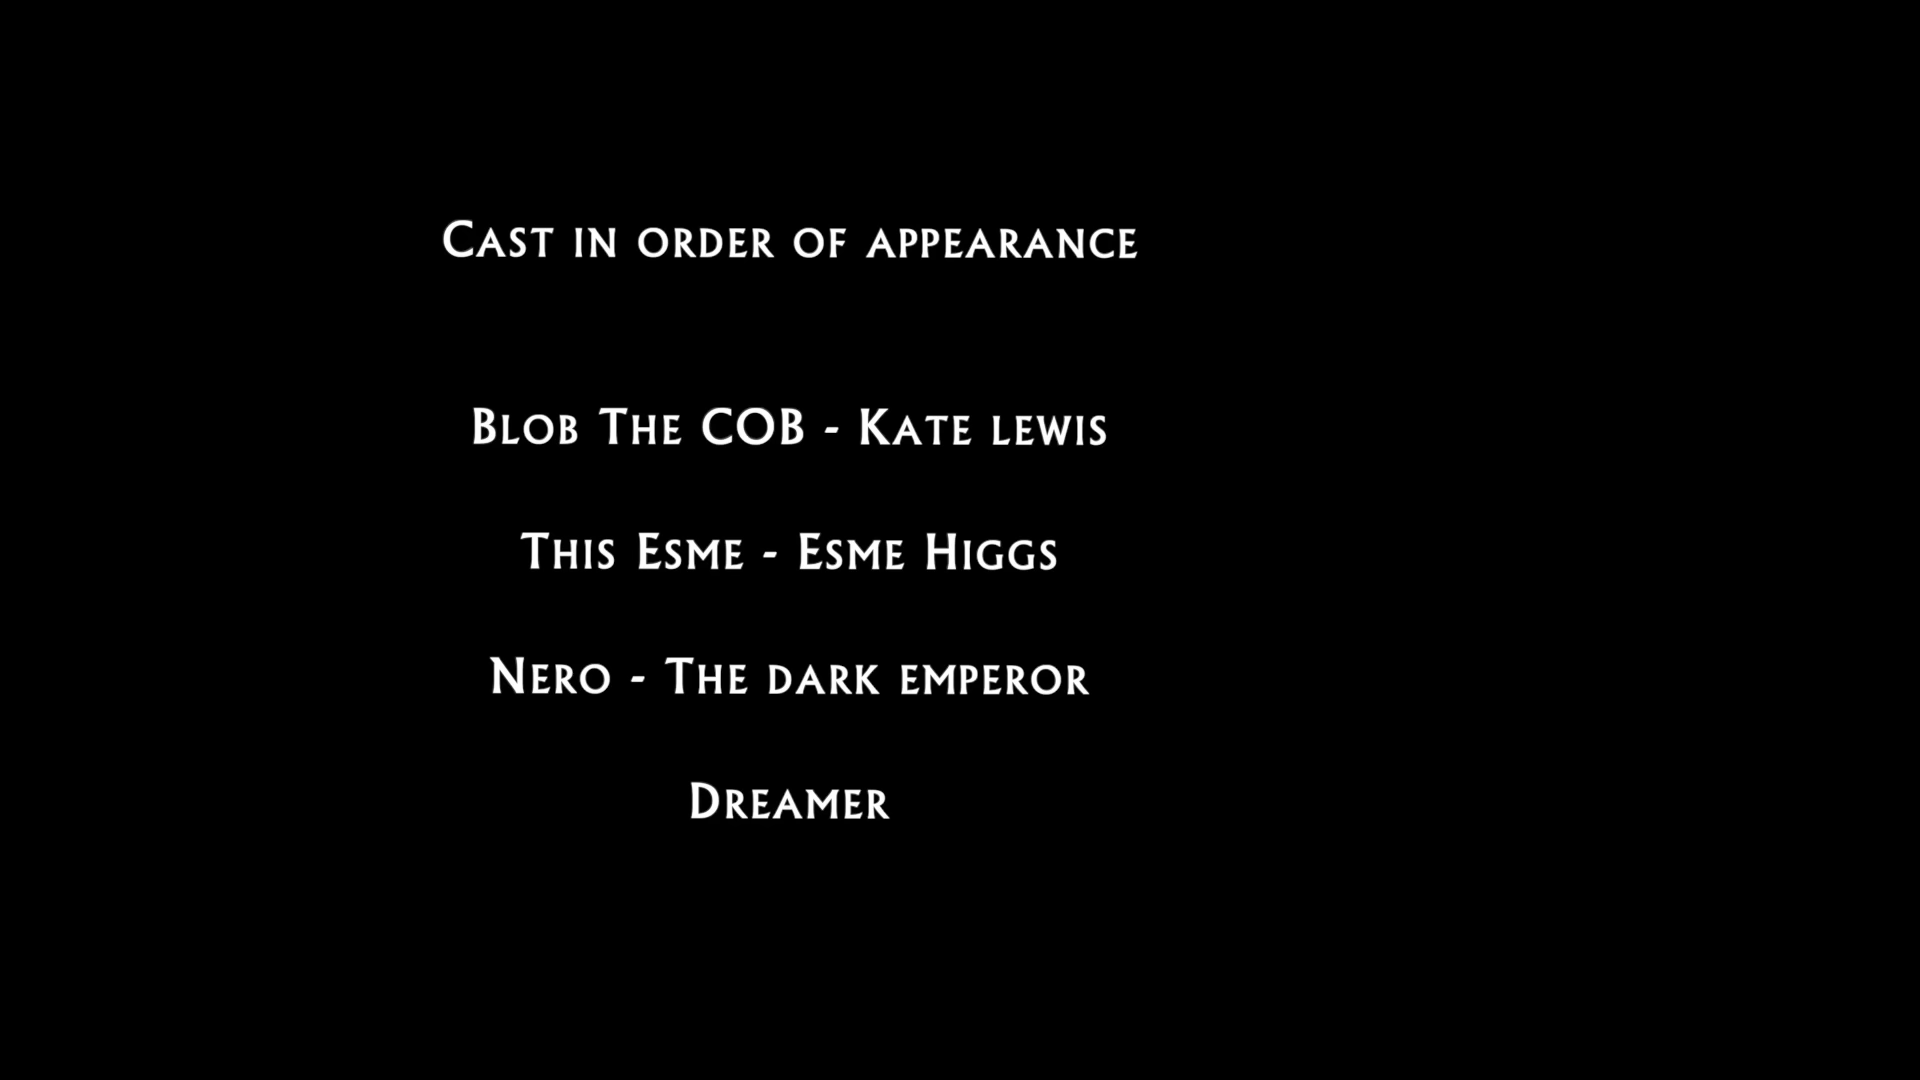 Cast in order of appearance
Blob The COB - Kate lewis
This Esme - Esme Higgs
Nero - The dark emperor
Dreamer